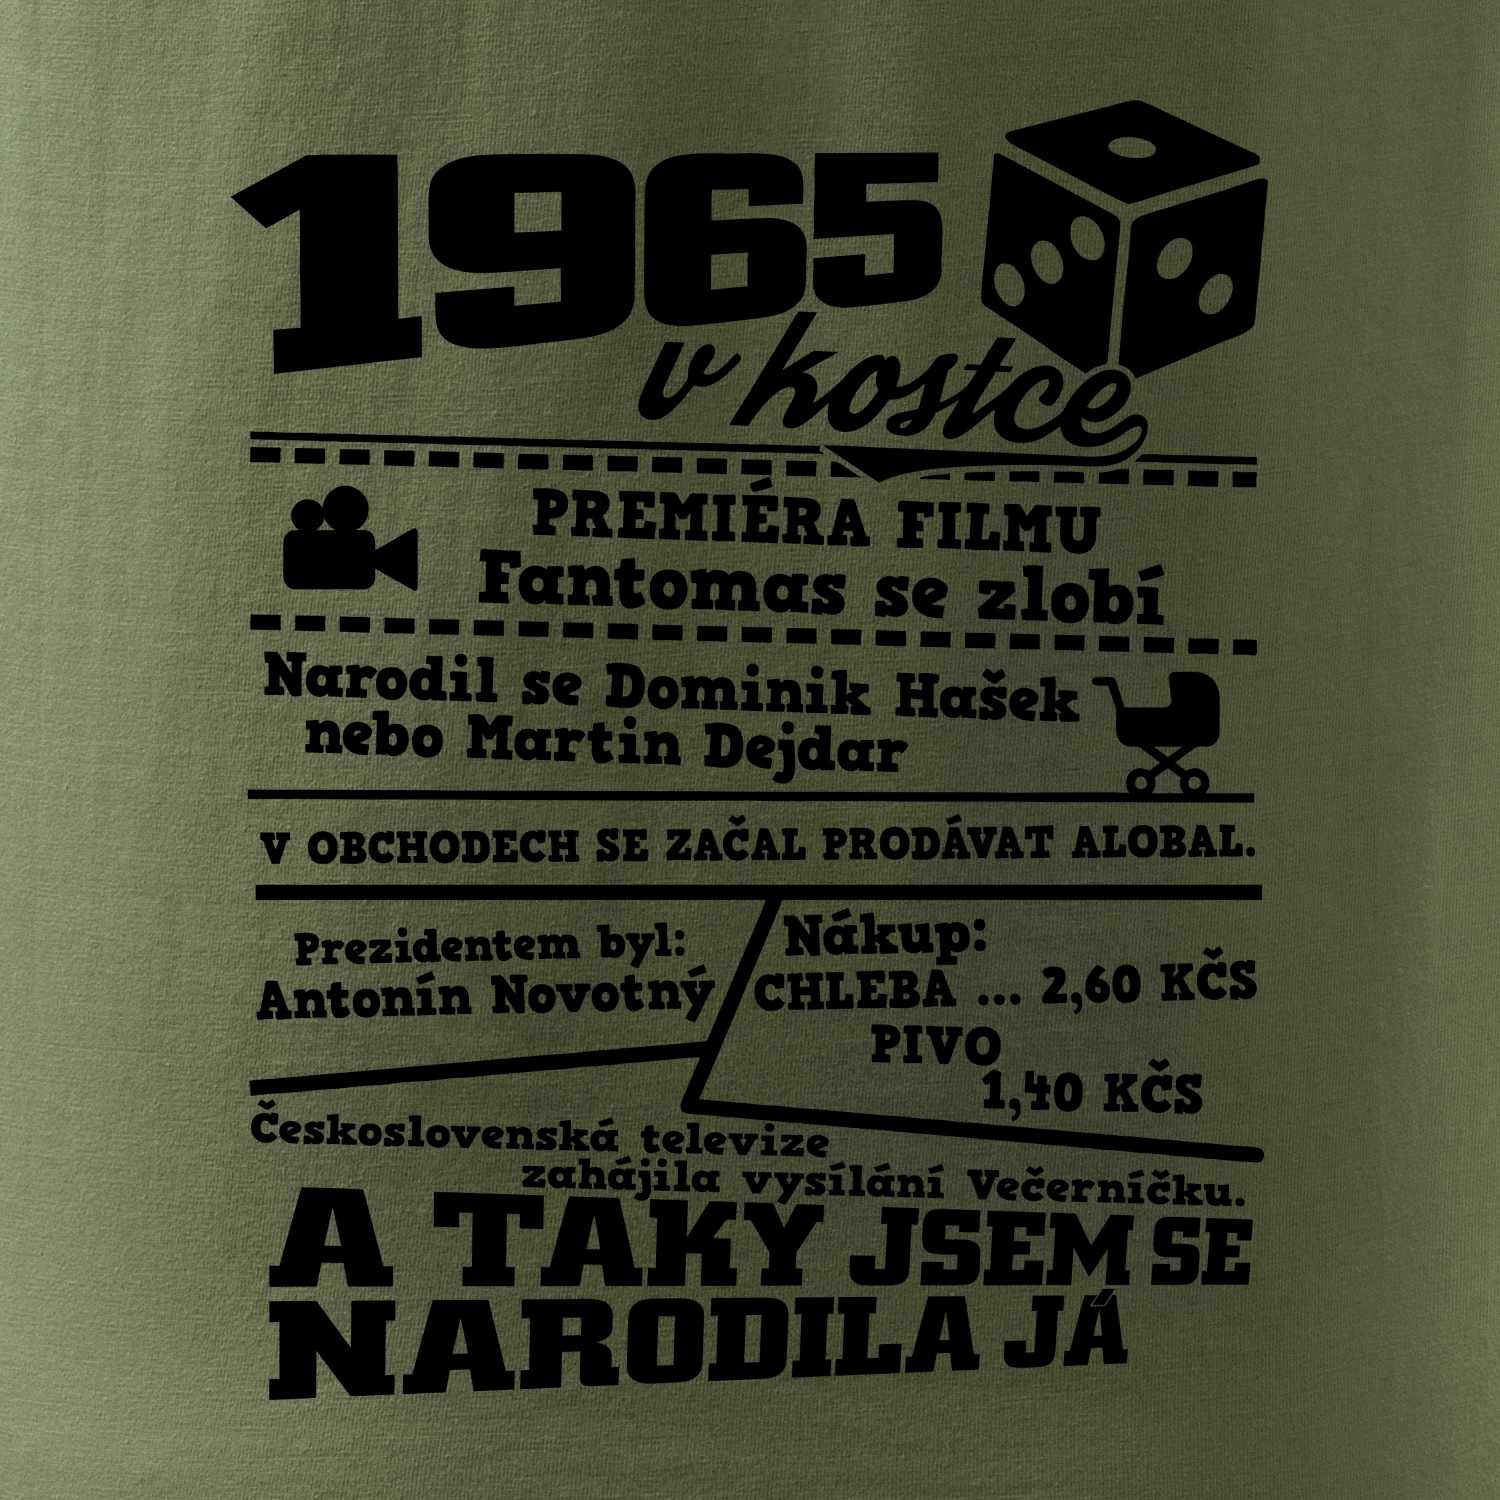 1965
v kostce
PREMIÉRA FILMU
Fantomas se zlobí
Narodil se Dominik Hašek
nebo Martin Dejdar
V OBCHODECH SE ZAČAL PRODÁVAT ALOBAL.
Prezidentem byl:
Antonín Novotný
Nákup:
CHLEBA ... 2,60 KČS
PIVO
1,40 KČS
Československá televize
zahájila vysílání Večerníčku.
A TAKY JSEM SE
NARODILA JÁ